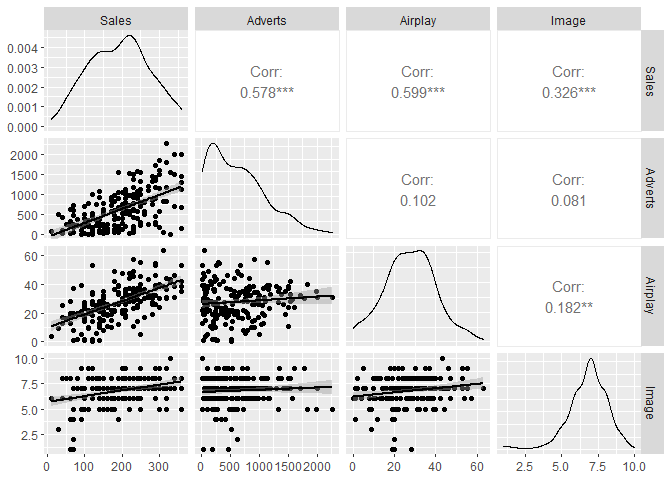 Sales Adverts Airplay Image
0.004
0.003
0.002
0.001
0.000
Corr:
0.578***
Corr:
0.599***
Corr:
0.326***
Sales
2000
1500
1000
500
0
Corr:
0.102
Corr:
0.081
Adverts
60
40
20
0
Corr:
0.182**
Airplay
10.0
7.5
5.0
2.5
Image
0 100 200 300 0 500 1000 1500 2000 0 20 40 60 2.5 5.0 7.5 10.0